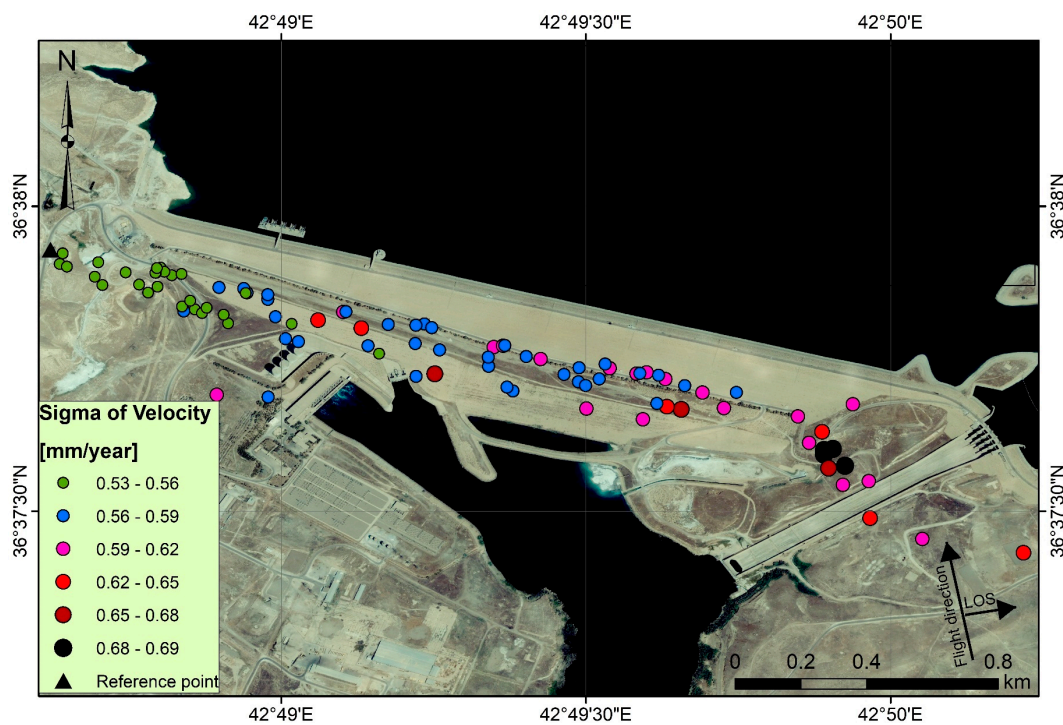 42°49'E 42°49'30"E 42°50'E
N
36°38'N 36°38'N
Sigma of Velocity
[mm/year]
0.53 - 0.56
0.56 - 0.59
0.59 - 0.62
0.62 - 0.65
0.65 - 0.68
0.68 - 0.69
Reference point
36°37'30"N 36°37'30"N
Flight direction
LOS
0 0.2 0.4 0.8
km
42°49'E 42°49'30"E 42°50'E